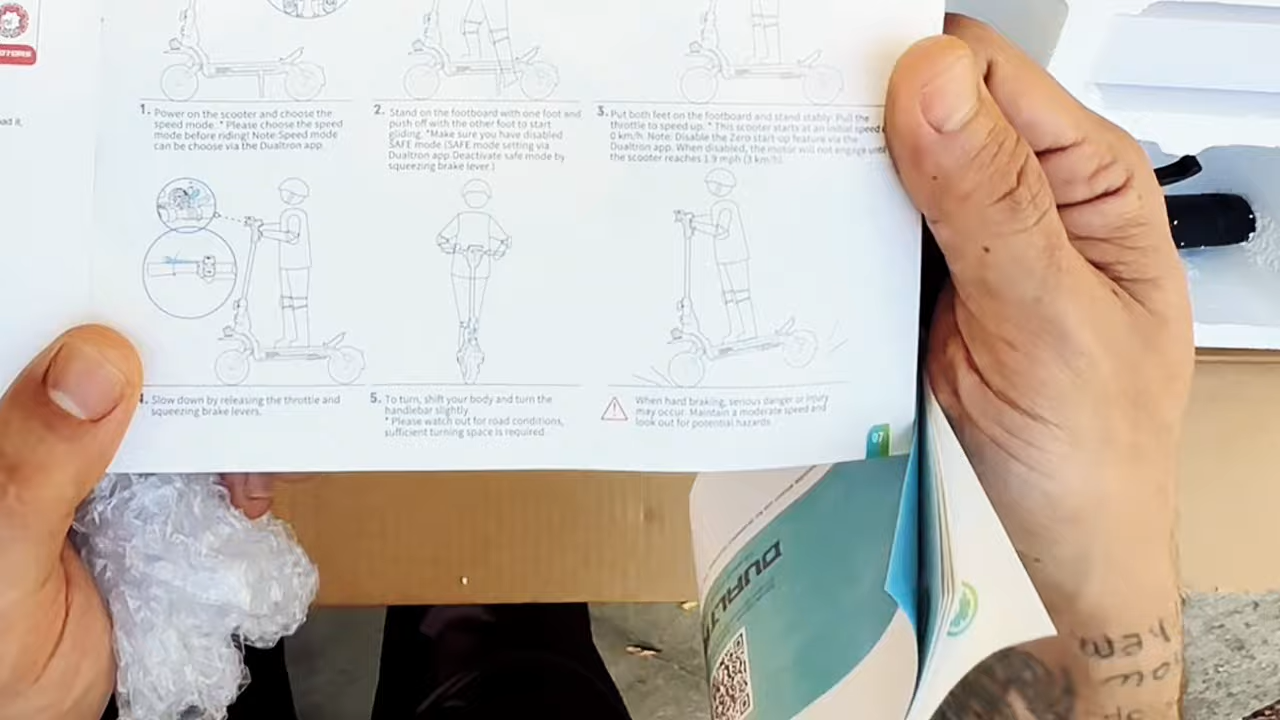 1. Power on the scooter and choose the
speed mode. * Please choose the speed
mode before riding! Note:Speed mode
can be choose via the Dualtron app.
2. Stand on the footboard with one foot and
push off with the other foot to start
gliding. *Make sure you have disabled
SAFE mode (SAFE mode setting via
Dualtron app.Deactivate safe mode by
squeezing brake lever.)
3. Put both feet on the footboard and stand stably. Pull the
throttle to speed up. * This scooter starts at an initial speed
0 km/h. Note: Disable the Zero start-up feature via the
Dualtron app. When disabled, the motor will not engage until
the scooter reaches 1.9 mph (3 km/h).
4. Slow down by releasing the throttle and
squeezing brake levers.
5. To turn, shift your body and turn the
handlebar slightly
* Please watch out for road conditions,
sufficient turning space is required.
When hard braking, serious danger or injury
may occur. Maintain a moderate speed and
look out for potential hazards.
07